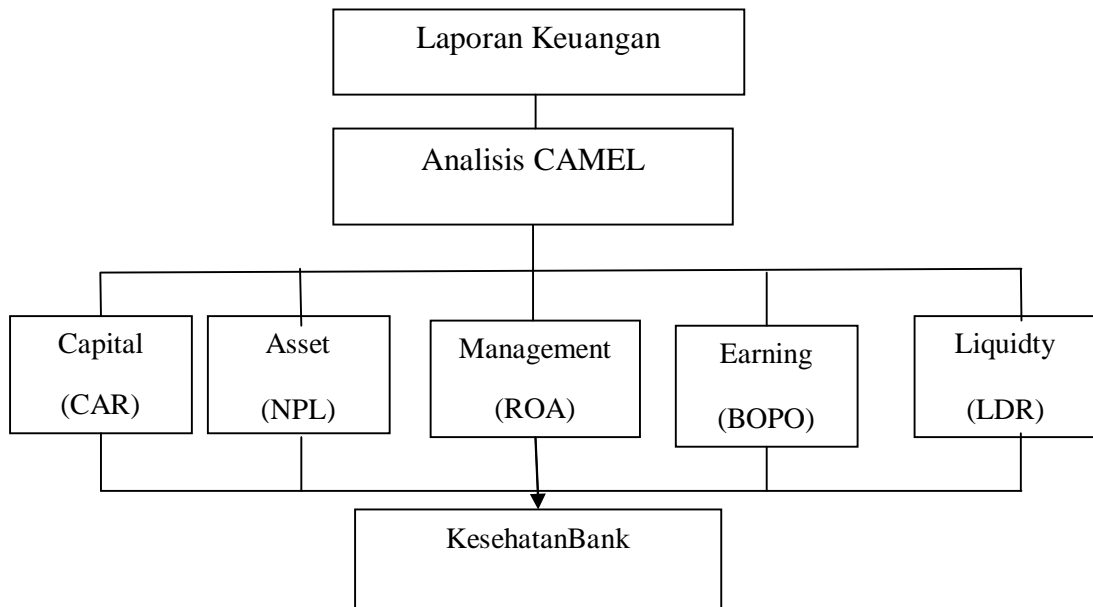 Laporan Keuangan
Analisis CAMEL
Capital
(CAR)
Asset
(NPL)
Management
(ROA)
Earning
(BOPO)
Liquidty
(LDR)
KesehatanBank